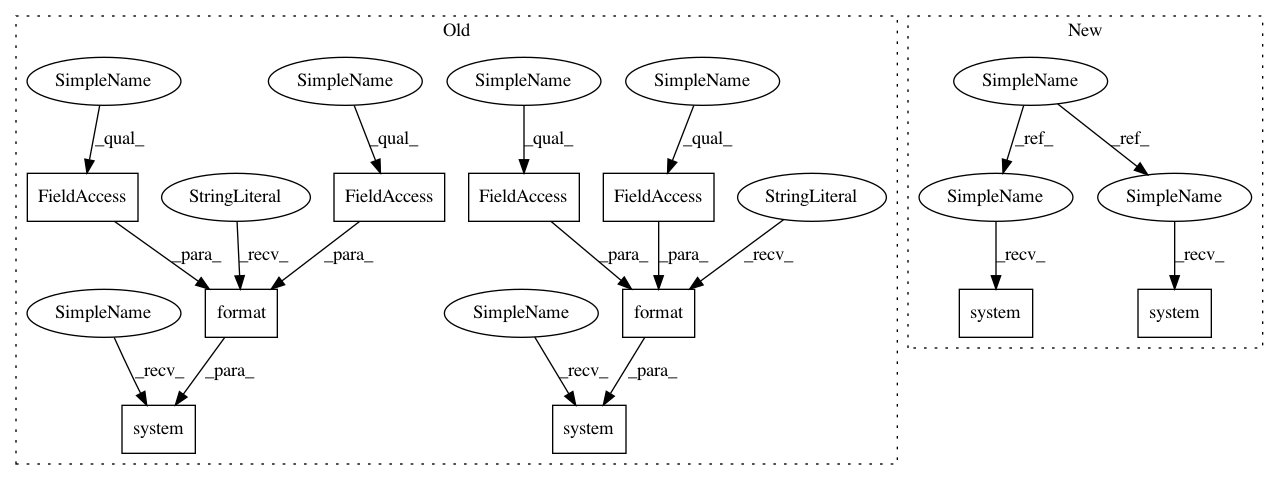 Old
New
SimpleName
SimpleName
SimpleName
SimpleName
SimpleName
_qual_
_qual_
_qual_
_qual_
_ref_
_ref_
FieldAccess
StringLiteral
FieldAccess
FieldAccess
FieldAccess
StringLiteral
SimpleName
SimpleName
_para_
_recv_
_para_
_para_
_para_
_recv_
_recv_
_recv_
SimpleName
format
SimpleName
format
system
system
_recv_
_para_
_recv_
_para_
system
system